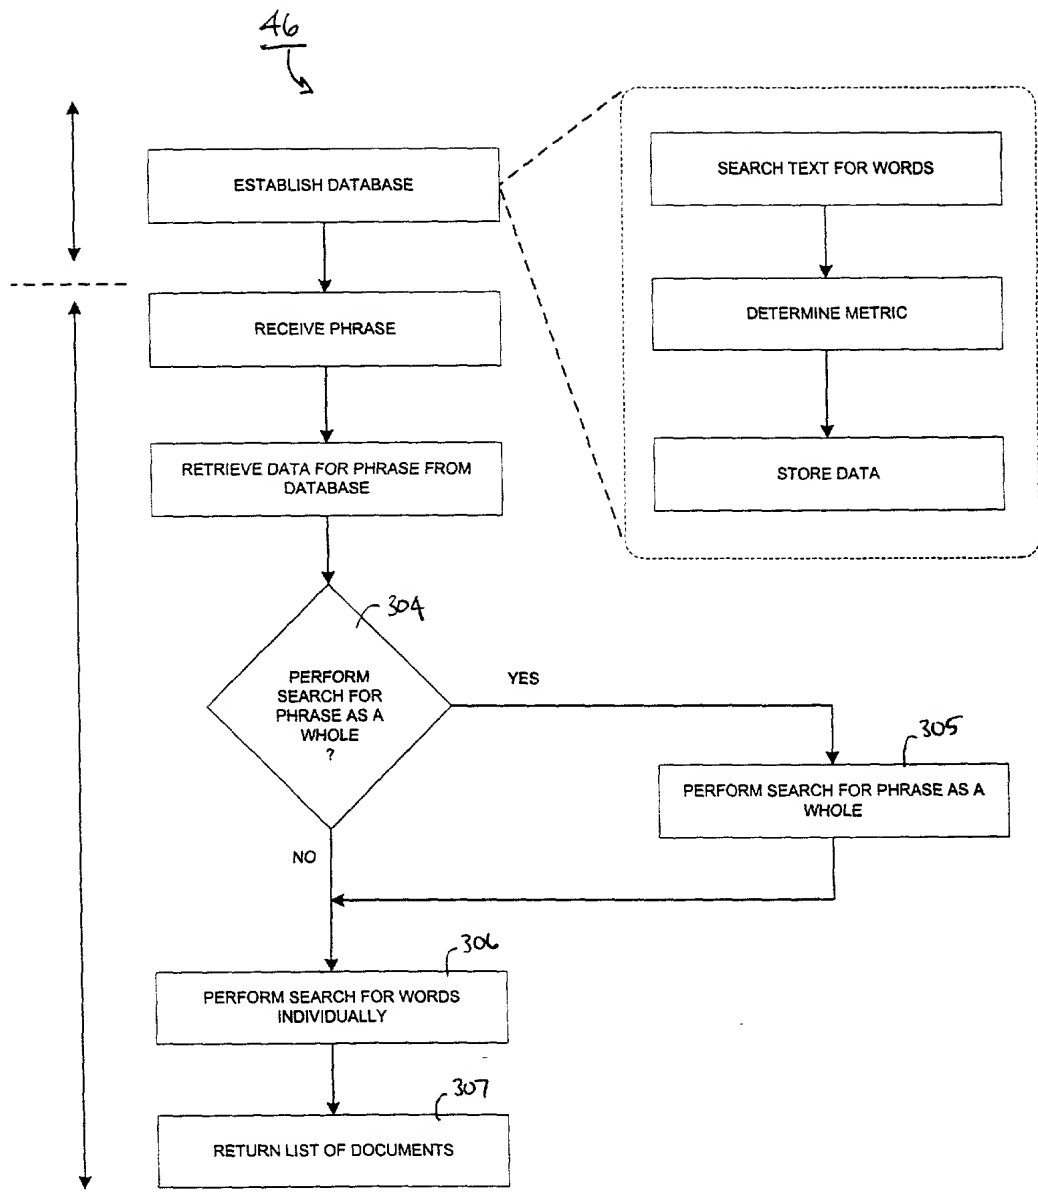 46
ESTABLISH DATABASE
RECEIVE PHRASE
RETRIEVE DATA FOR PHRASE FROM
DATABASE
304
PERFORM
SEARCH FOR
PHRASE AS A
WHOLE
?
YES
NO
305
PERFORM SEARCH FOR PHRASE AS A
WHOLE
306
PERFORM SEARCH FOR WORDS
INDIVIDUALLY
307
RETURN LIST OF DOCUMENTS
SEARCH TEXT FOR WORDS
DETERMINE METRIC
STORE DATA